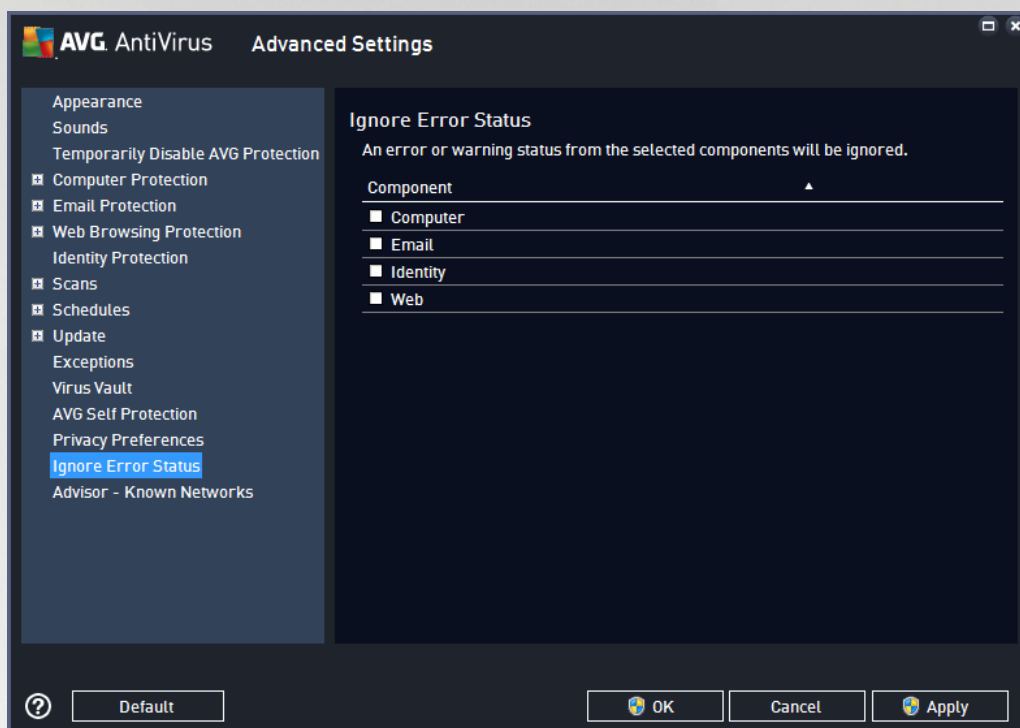 AVG. AntiVirus Advanced Settings
Appearance
Sounds
Temporarily Disable AVG Protection
Computer Protection
Email Protection
Web Browsing Protection
Identity Protection
Scans
Schedules
Update
Exceptions
Virus Vault
AVG Self Protection
Privacy Preferences
Ignore Error Status
Advisor - Known Networks
Ignore Error Status
An error or warning status from the selected components will be ignored.
Component
Computer
Email
Identity
Web
? Default OK Cancel Apply